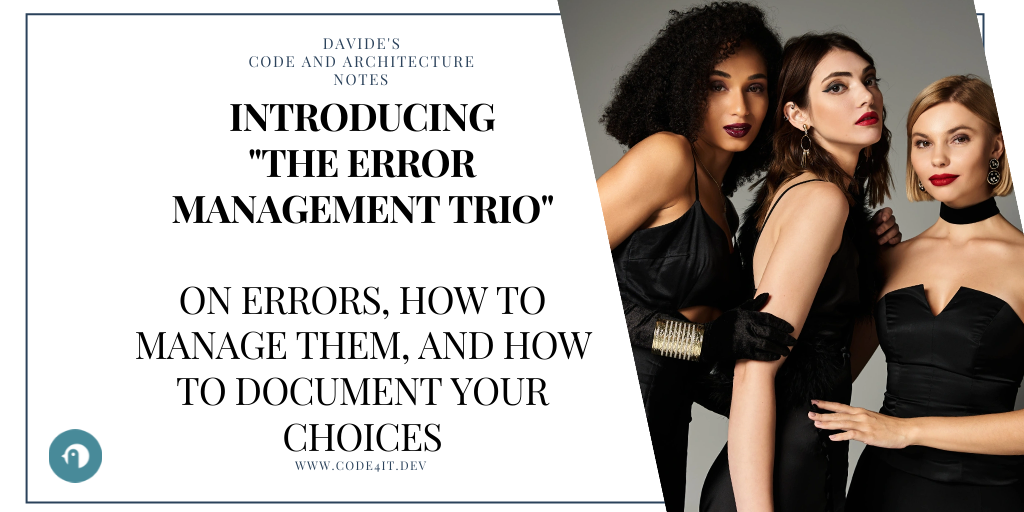 DAVIDE'S
CODE AND ARCHITECTURE
NOTES
INTRODUCING
"THE ERROR
MANAGEMENT TRIO"
ON ERRORS, HOW TO
MANAGE THEM, AND HOW
TO DOCUMENT YOUR
CHOICES
WWW.CODE4IT.DEV